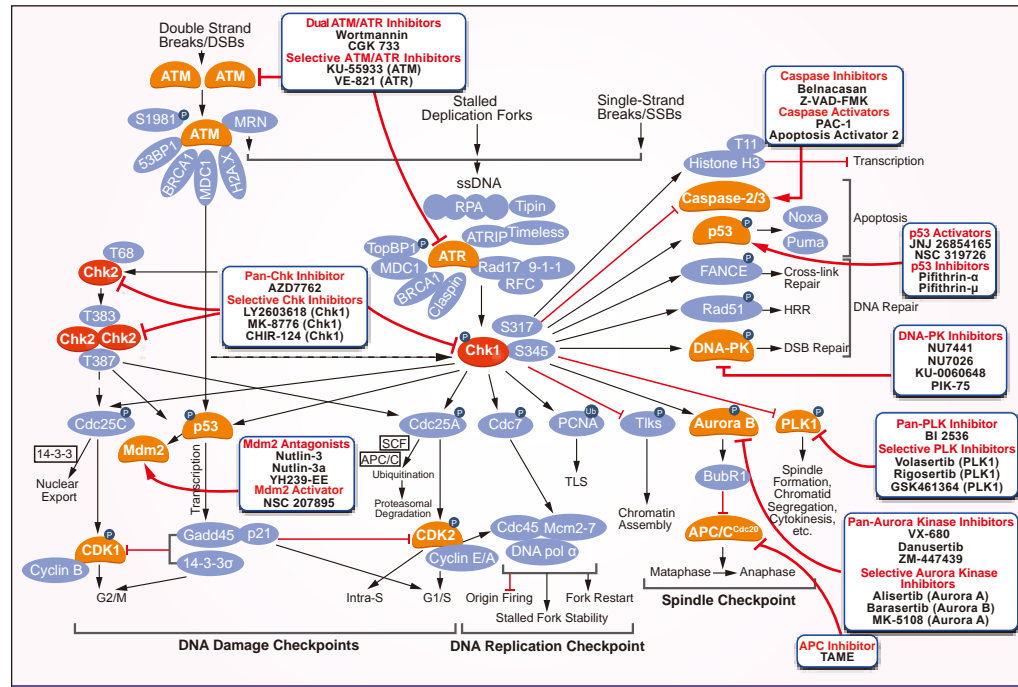 Double Strand
Breaks/DSBs
ATM
ATM
Dual ATM/ATR Inhibitors
Wortmannin
CGK 733
Selective ATM/ATR Inhibitors
KU-55933 (ATM)
VE-821 (ATR)
S1981
P
ATM
MRN
53BP1
BRCA1
MDC1
H2A.X
Stalled
Deplication Forks
Single-Strand
Breaks/SSBs
Caspase Inhibitors
Belnacasan
Z-VAD-FMK
Caspase Activators
PAC-1
Apoptosis Activator 2
ssDNA
RPA
Tipin
ATRIP
Timeless
TopBP1
P
ATR
MDC1
BRCA1
Claspin
Rad17
9-1-1
RFC
T11
Histone H3
Transcription
Caspase-2/3
p53
P
Noxa
Puma
Apoptosis
p53 Activators
JNJ 26854165
NSC 319726
p53 Inhibitors
Pifithrin-α
Pifithrin-μ
FANCE
P
Cross-link
Repair
Rad51
P
HRR
DNA Repair
DNA-PK
P
DSB Repair
DNA-PK Inhibitors
NU7441
NU7026
KU-0060648
PIK-75
T68
Chk2
T383
Chk2
Chk2
T387
Pan-Chk Inhibitor
AZD7762
Selective Chk Inhibitors
LY2603618 (Chk1)
MK-8776 (Chk1)
CHIR-124 (Chk1)
P
Chk1
S317
S345
Cdc25C
P
p53
P
Mdm2
14-3-3
Nuclear
Export
Transcription
Mdm2 Antagonists
Nutlin-3
Nutlin-3a
YH239-EE
Mdm2 Activator
NSC 207895
Cdc25A
P
SCF
APC/C
Ubiquitination
Proteasomal
Degradation
Cdc7
P
PCNA
Ub
TLS
Tlks
P
Chromatin
Assembly
Aurora B
P
BubR1
APC/C Cdc20
Mataphase
Anaphase
PLK1
P
Spindle
Formation,
Chromatid
Segregation,
Cytokinesis,
etc.
Pan-PLK Inhibitor
BI 2536
Selective PLK Inhibitors
Volasertib (PLK1)
Rigosertib (PLK1)
GSK461364 (PLK1)
Pan-Aurora Kinase Inhibitors
VX-680
Danusertib
ZM-447439
Selective Aurora Kinase
Inhibitors
Alisertib (Aurora A)
Barasertib (Aurora B)
MK-5108 (Aurora A)
APC Inhibitor
TAME
CDK1
P
Cyclin B
G2/M
Gadd45
p21
14-3-3σ
CDK2
P
Cyclin E/A
Intra-S
G1/S
Cdc45
Mcm2-7
DNA pol α
Origin Firing
Fork Restart
Stalled Fork Stability
Spindle Checkpoint
DNA Damage Checkpoints
DNA Replication Checkpoint